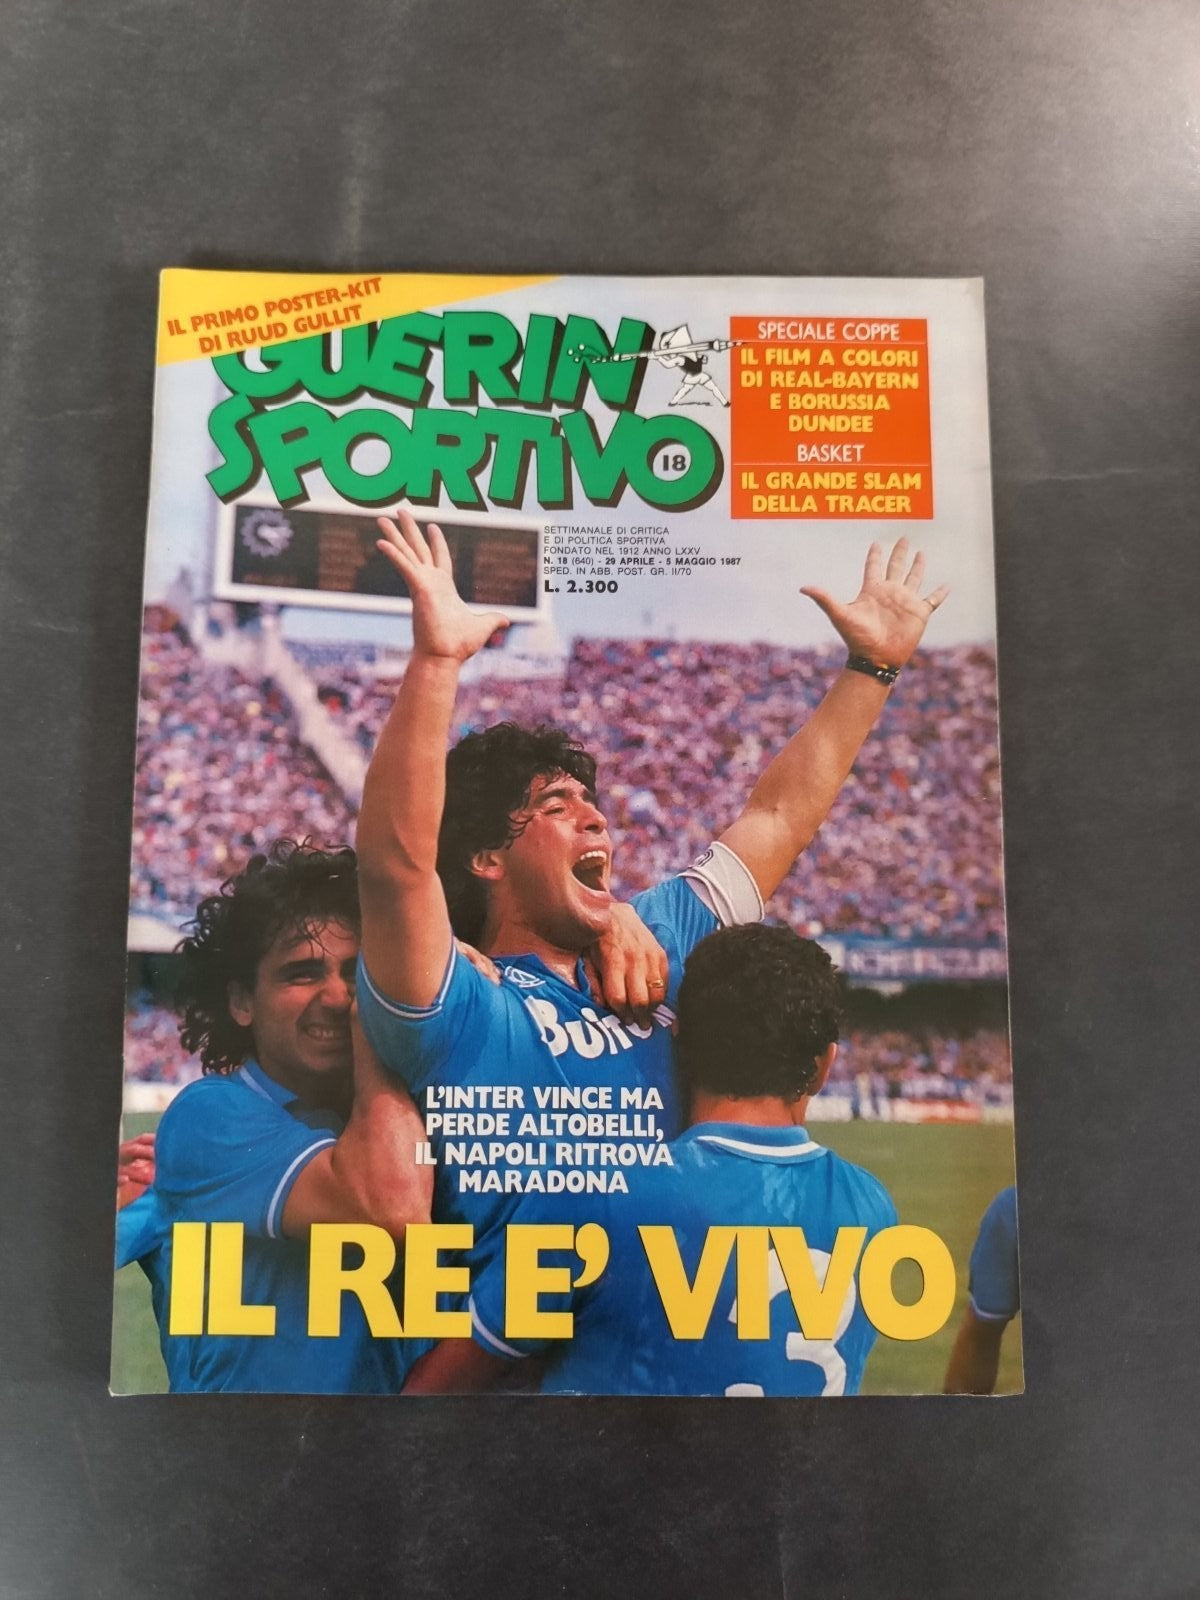 IL PRIMO POSTER-KIT
DI RUUD GULLIT
GUERIN
SPORTIVO
18
SPECIALE COPPE
IL FILM A COLORI
DI REAL-BAYERN
E BORUSSIA
DUNDEE
BASKET
IL GRANDE SLAM
DELLA TRACER
SETTIMANALE DI CRITICA
E DI POLITICA SPORTIVA
FONDATO NEL 1912 ANNO LXXV
N. 18 (640) - 29 APRILE - 5 MAGGIO 1987
SPED. IN ABB. POST. GR. II/70
L. 2.300
Buito
L'INTER VINCE MA
PERDE ALTOBELLI,
IL NAPOLI RITROVA
MARADONA
IL RE E' VIVO
3